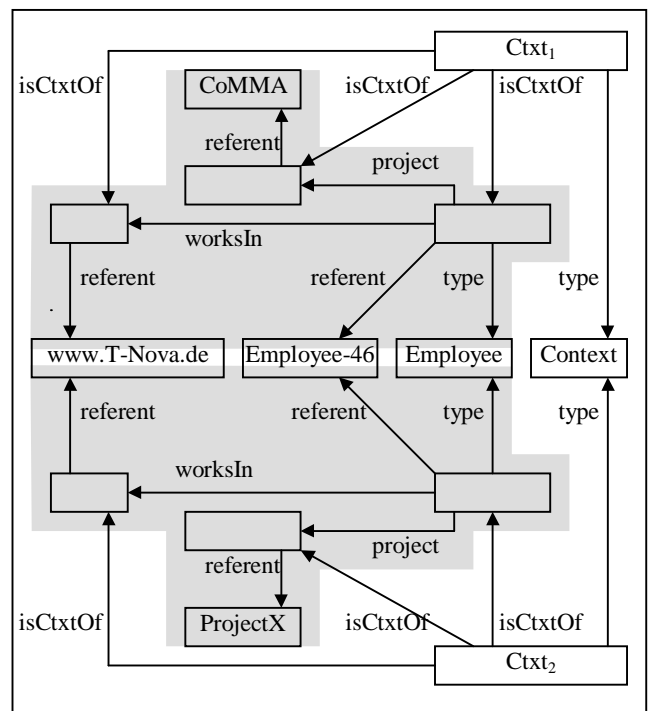 Ctxt₁
isCtxtOf
CoMMA
isCtxtOf
isCtxtOf
referent
project
worksIn
referent
referent
type
type
www.T-Nova.de
Employee-46
Employee
Context
referent
referent
type
type
worksIn
project
referent
isCtxtOf
ProjectX
isCtxtOf
isCtxtOf
Ctxt₂